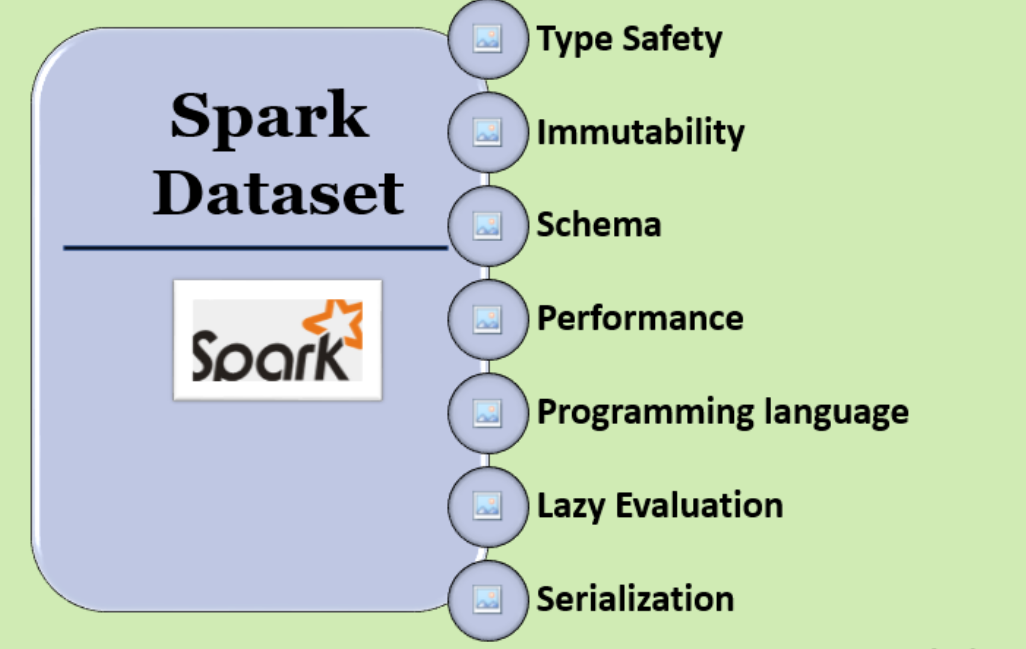 Spark
Dataset
Spark
Type Safety
Immutability
Schema
Performance
Programming language
Lazy Evaluation
Serialization